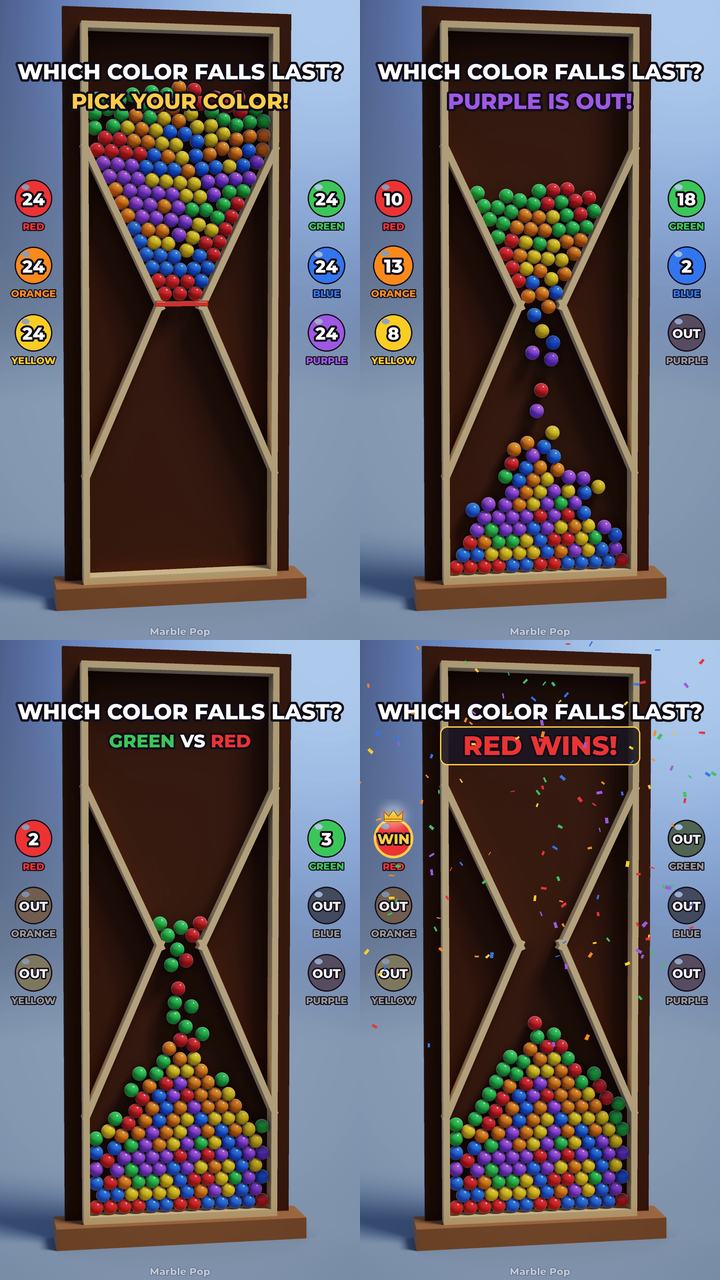 WHICH COLOR FALLS LAST?
PICK YOUR COLOR!
24
RED
24
ORANGE
24
YELLOW
24
GREEN
24
BLUE
24
PURPLE
Marble Pop
WHICH COLOR FALLS LAST?
PURPLE IS OUT!
10
RED
13
ORANGE
8
YELLOW
18
GREEN
2
BLUE
OUT
PURPLE
Marble Pop
WHICH COLOR FALLS LAST?
GREEN VS RED
2
RED
OUT
ORANGE
OUT
YELLOW
3
GREEN
OUT
BLUE
OUT
PURPLE
Marble Pop
WHICH COLOR FALLS LAST?
RED WINS!
WIN
RED
OUT
ORANGE
OUT
YELLOW
OUT
GREEN
OUT
BLUE
OUT
PURPLE
Marble Pop